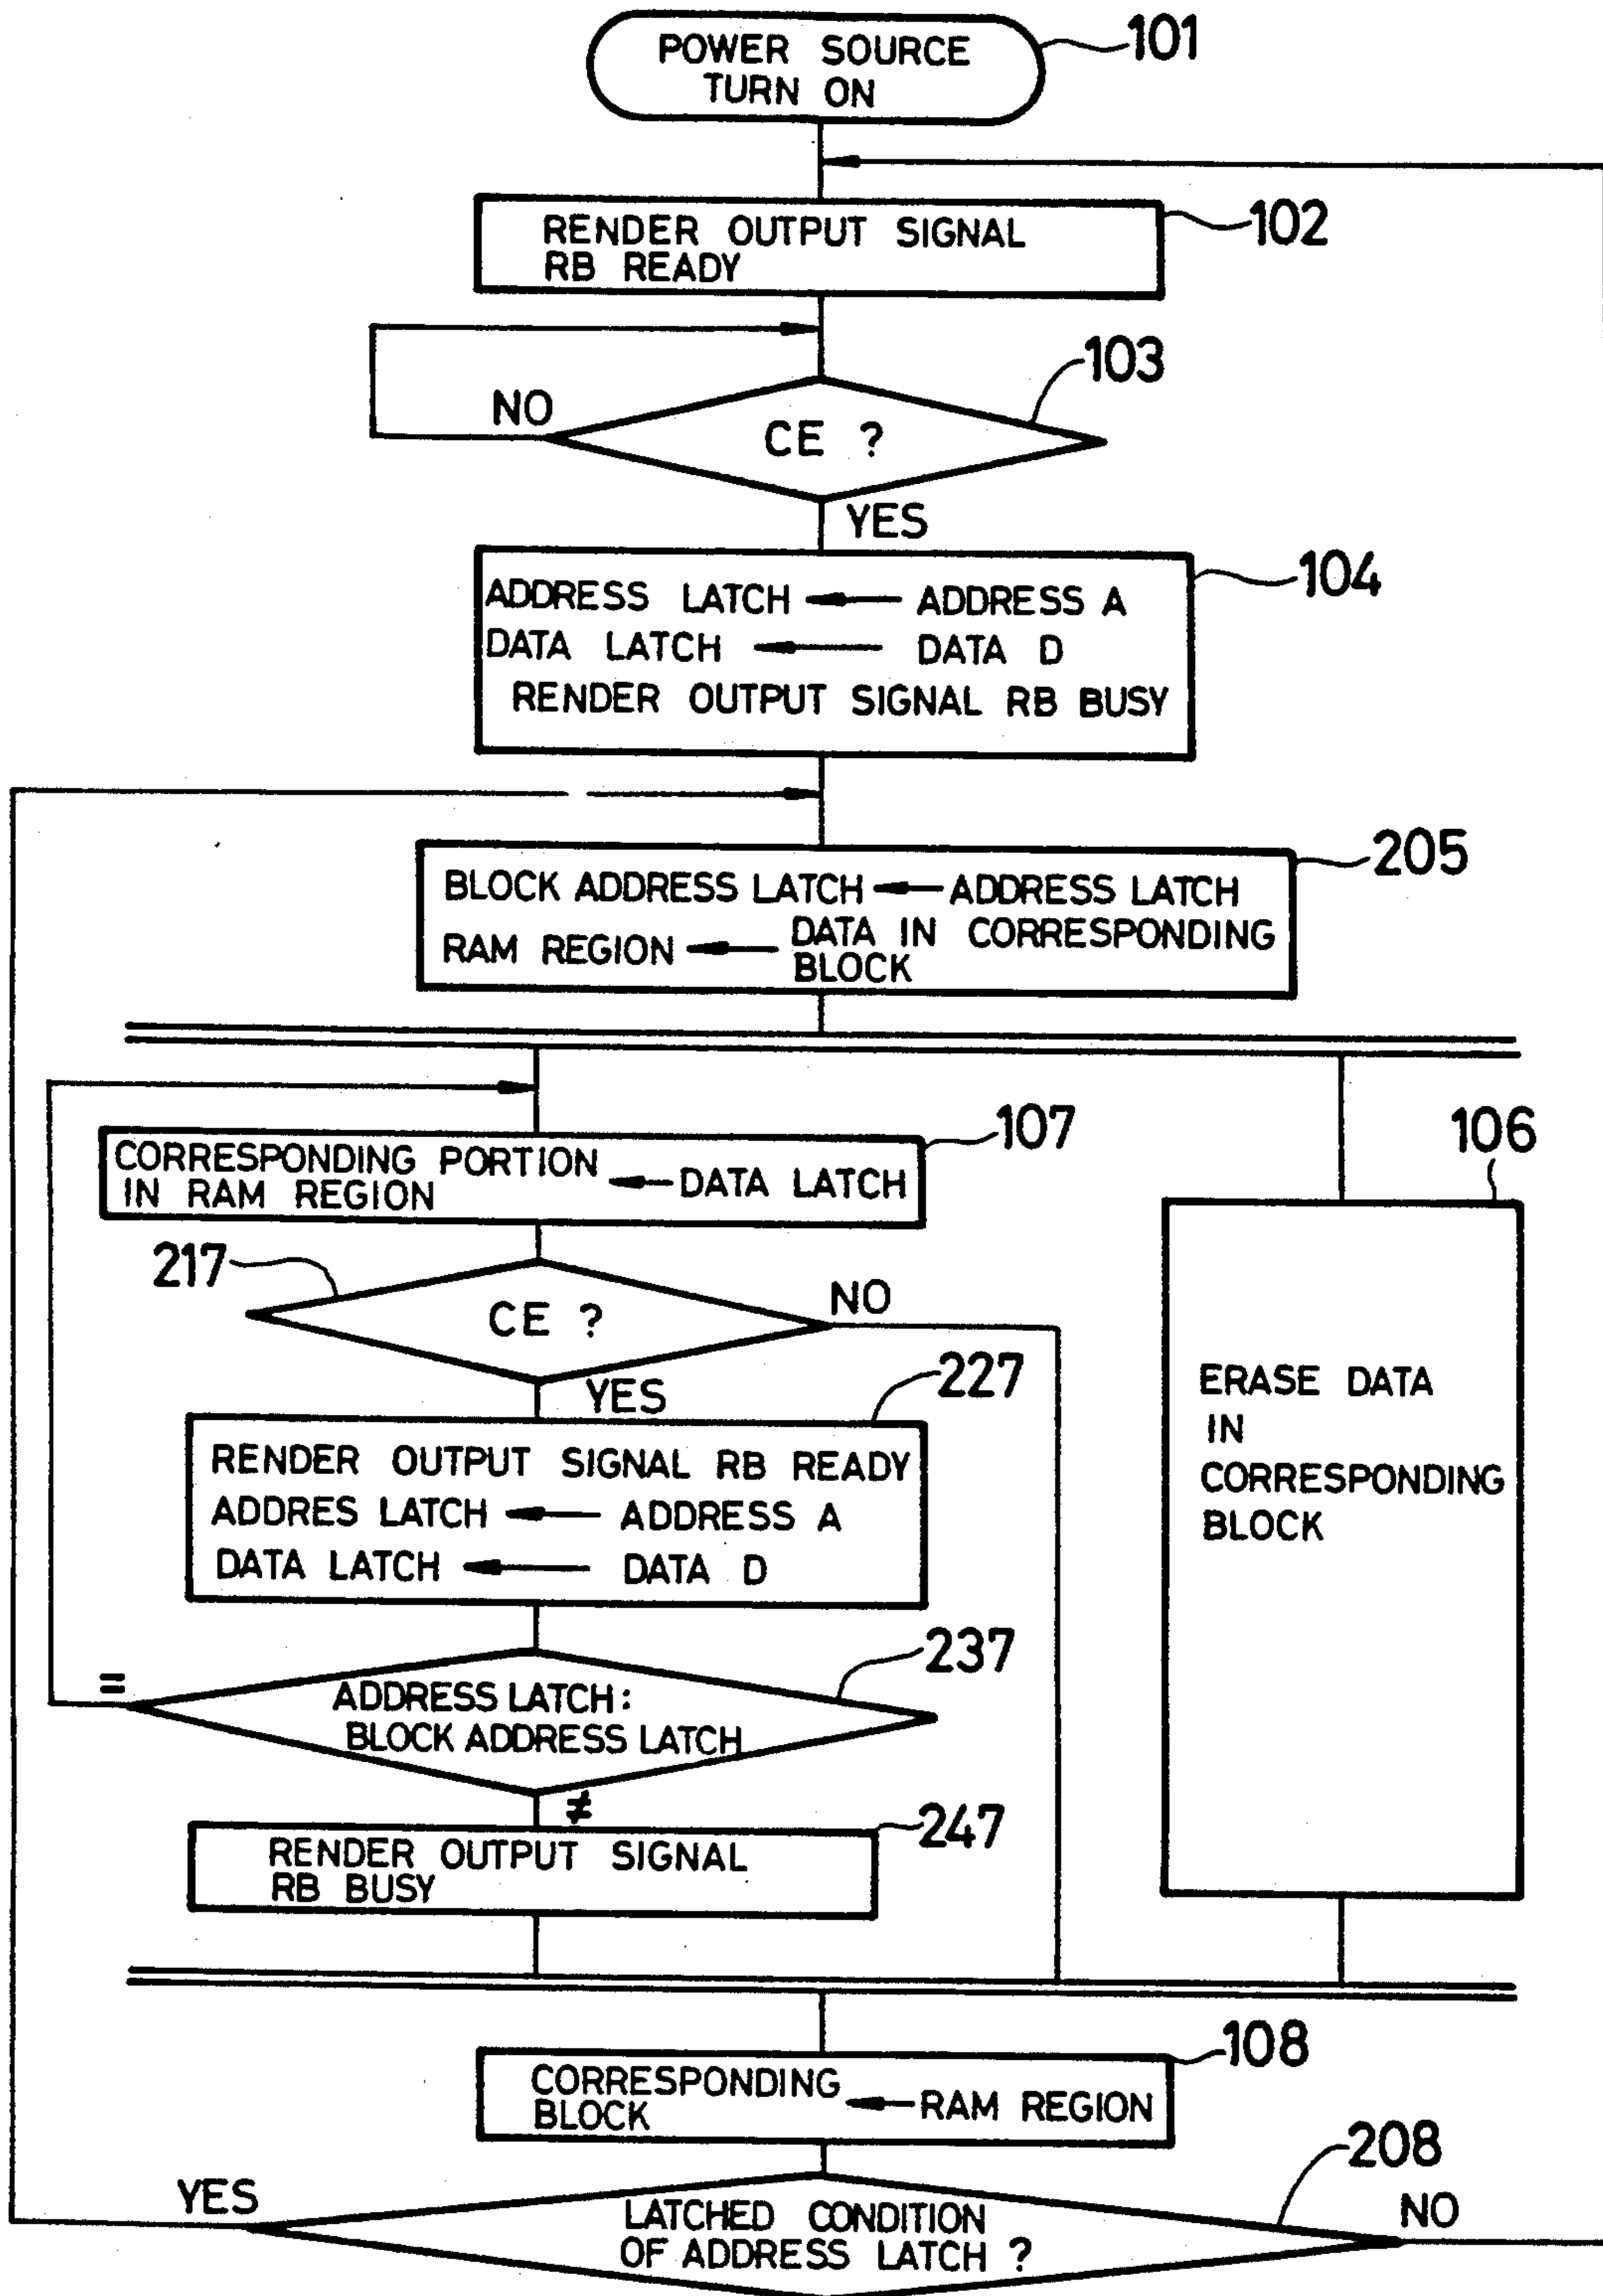 POWER SOURCE
TURN ON
101
RENDER OUTPUT SIGNAL
RB READY
102
103
NO
CE ?
YES
104
ADDRESS LATCH ← ADDRESS A
DATA LATCH ← DATA D
RENDER OUTPUT SIGNAL RB BUSY
205
BLOCK ADDRESS LATCH ← ADDRESS LATCH
RAM REGION ← DATA IN CORRESPONDING
BLOCK
107
106
CORRESPONDING PORTION
IN RAM REGION ← DATA LATCH
217
CE ?
NO
YES
227
RENDER OUTPUT SIGNAL RB READY
ADDRES LATCH ← ADDRESS A
DATA LATCH ← DATA D
ERASE DATA
IN
CORRESPONDING
BLOCK
237
=
ADDRESS LATCH:
BLOCK ADDRESS LATCH
≠
247
RENDER OUTPUT SIGNAL
RB BUSY
108
CORRESPONDING
BLOCK ← RAM REGION
208
YES
LATCHED CONDITION
OF ADDRESS LATCH ?
NO